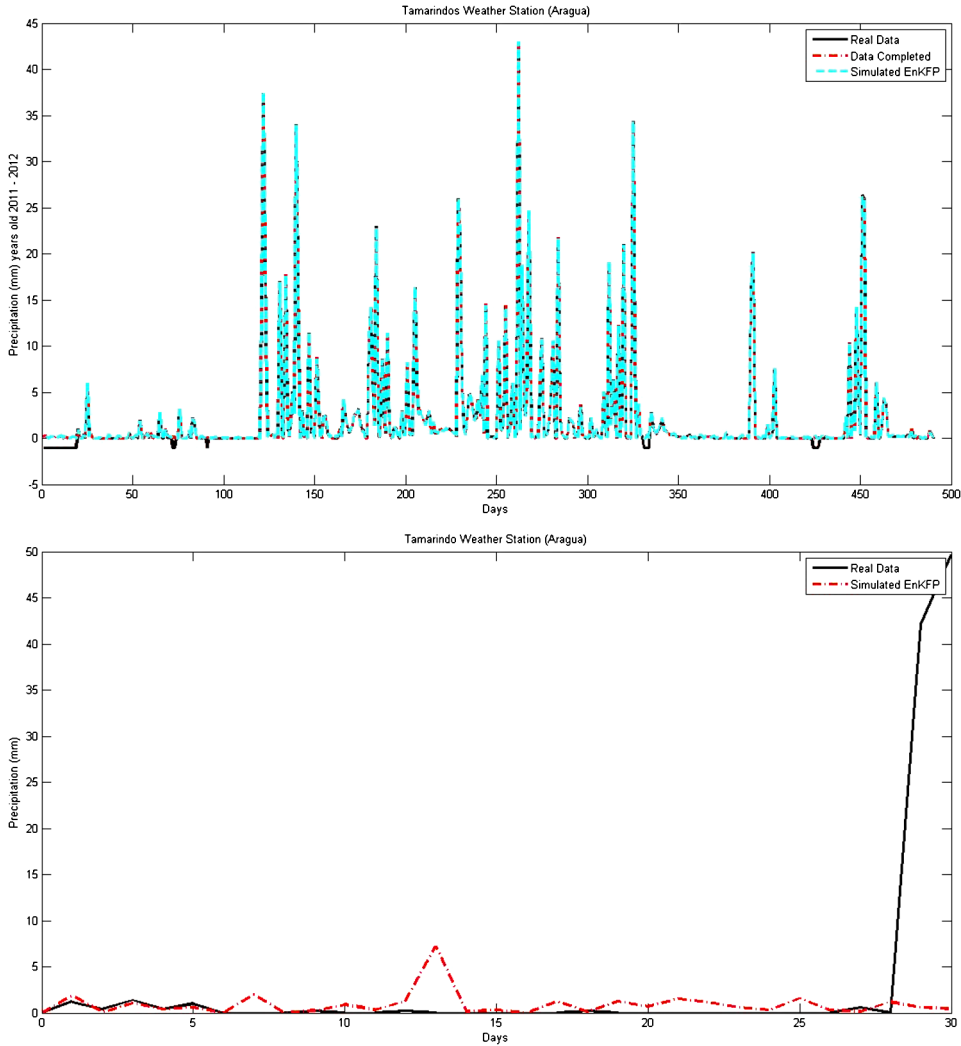 Tamarindos Weather Station (Aragua)
45
40
35
30
25
20
15
10
5
0
-5
Precipitation (mm) years old 2011 - 2012
Real Data
Data Completed
Simulated EnKFP
0 50 100 150 200 250 300 350 400 450 500
Days
Tamarindo Weather Station (Aragua)
50
45
40
35
30
25
20
15
10
5
0
Precipitation (mm)
Real Data
Simulated EnKFP
0 5 10 15 20 25 30
Days